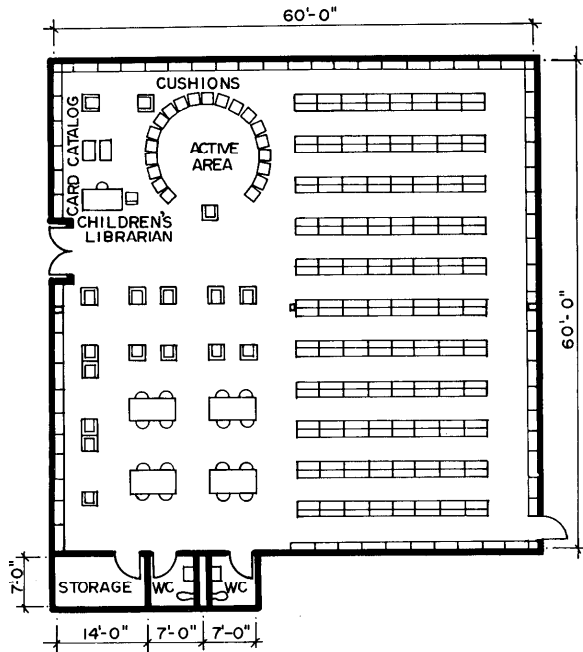 60'-0"
CUSHIONS
CARD CATALOG
ACTIVE
AREA
CHILDREN'S
LIBRARIAN
60'-0"
7'-0"
STORAGE
WC
WC
14'-0"
7'-0"
7'-0"